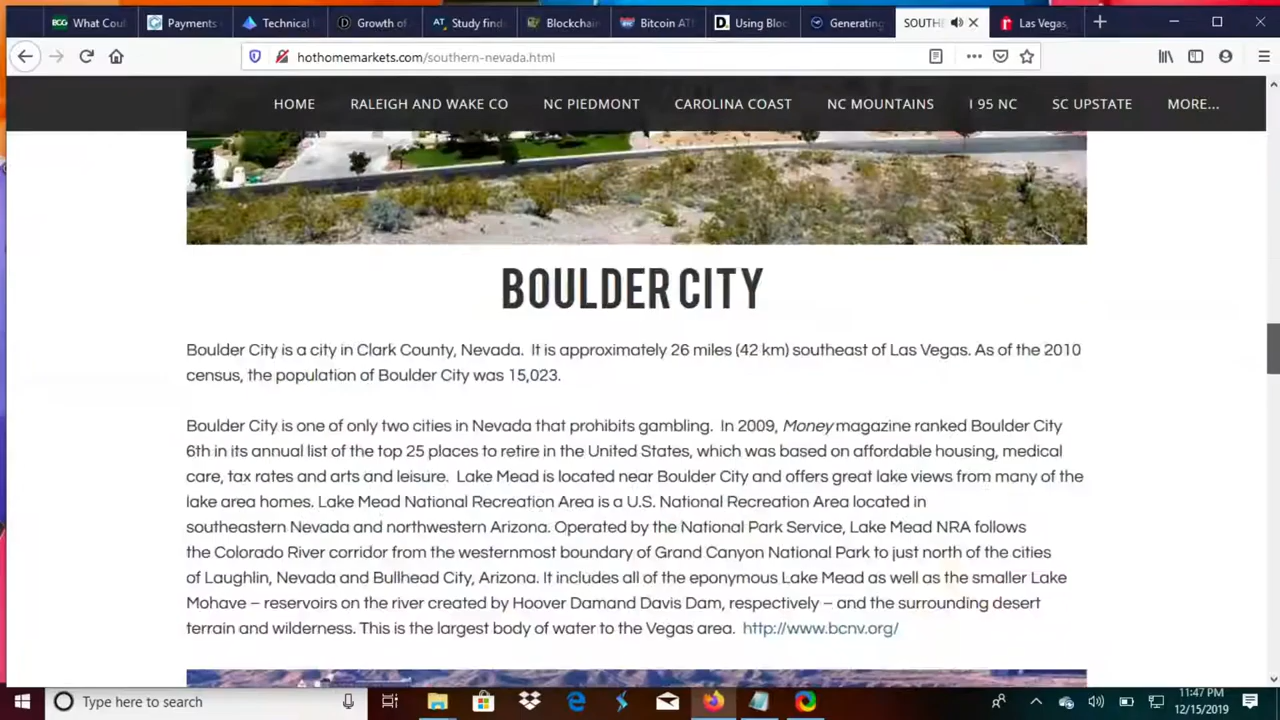 What Coul
Payments
Technical
Growth of
Study find
Blockchain
Bitcoin AT
Using Bloc
Generating
SOUTHE
Las Vegas,
hothomemarkets.com/southern-nevada.html
HOME RALEIGH AND WAKE CO NC PIEDMONT CAROLINA COAST NC MOUNTAINS I 95 NC SC UPSTATE MORE...
BOULDER CITY
Boulder City is a city in Clark County, Nevada. It is approximately 26 miles (42 km) southeast of Las Vegas. As of the 2010
census, the population of Boulder City was 15,023.
Boulder City is one of only two cities in Nevada that prohibits gambling. In 2009, Money magazine ranked Boulder City
6th in its annual list of the top 25 places to retire in the United States, which was based on affordable housing, medical
care, tax rates and arts and leisure. Lake Mead is located near Boulder City and offers great lake views from many of the
lake area homes. Lake Mead National Recreation Area is a U.S. National Recreation Area located in
southeastern Nevada and northwestern Arizona. Operated by the National Park Service, Lake Mead NRA follows
the Colorado River corridor from the westernmost boundary of Grand Canyon National Park to just north of the cities
of Laughlin, Nevada and Bullhead City, Arizona. It includes all of the eponymous Lake Mead as well as the smaller Lake
Mohave – reservoirs on the river created by Hoover Damand Davis Dam, respectively – and the surrounding desert
terrain and wilderness. This is the largest body of water to the Vegas area. http://www.bcnv.org/
Type here to search
11:47 PM
12/15/2019